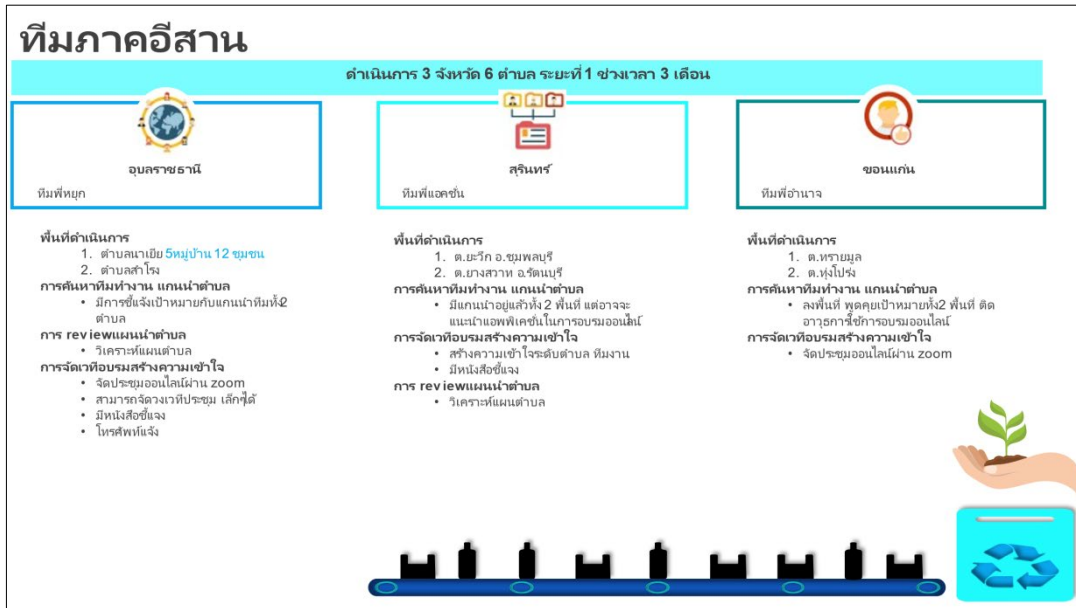 ทีมภาคอีสาน
ดำเนินการ 3 จังหวัด 6 ตำบล ระยะที่ 1 ช่วงเวลา 3 เดือน
อุบลราชธานี
ทีมพี่หยุก
พื้นที่ดำเนินการ
1. ตำบลนาเยีย 5หมู่บ้าน 12 ชุมชน
2. ตำบลสำโรง
การค้นหาทีมทำงาน แกนนำตำบล
• มีการชี้แจ้งเป้าหมายกับแกนนำทีมทั้ง2
ตำบล
การ reviewแผนนำตำบล
• วิเคราะห์แผนตำบล
การจัดเวทีอบรมสร้างความเข้าใจ
• จัดประชุมออนไลน์ผ่าน zoom
• สามารถจัดวงเวทีประชุม เล็กๆได้
• มีหนังสือชี้แจง
• โทรศัพท์แจ้ง
สุรินทร์
ทีมพี่แอคชั่น
พื้นที่ดำเนินการ
1. ต.ยะวึก อ.ชุมพลบุรี
2. ต.ยางสวาท อ.รัตนบุรี
การค้นหาทีมทำงาน แกนนำตำบล
• มีแกนนำอยู่แล้วทั้ง 2 พื้นที่ แต่อาจจะ
แนะนำแอพพิเคชั่นในการอบรมออนไลน์
การจัดเวทีอบรมสร้างความเข้าใจ
• สร้างความเข้าใจระดับตำบล ทีมงาน
• มีหนังสือชี้แจง
การ reviewแผนนำตำบล
• วิเคราะห์แผนตำบล
ขอนแก่น
ทีมพี่อำนาจ
พื้นที่ดำเนินการ
1. ต.ทรายมูล
2. ต.ทุ่งโปร่ง
การค้นหาทีมทำงาน แกนนำตำบล
• ลงพื้นที่ พูดคุยเป้าหมายทั้ง2 พื้นที่ ติด
อาวุธการใช้การอบรมออนไลน์
การจัดเวทีอบรมสร้างความเข้าใจ
• จัดประชุมออนไลน์ผ่าน zoom